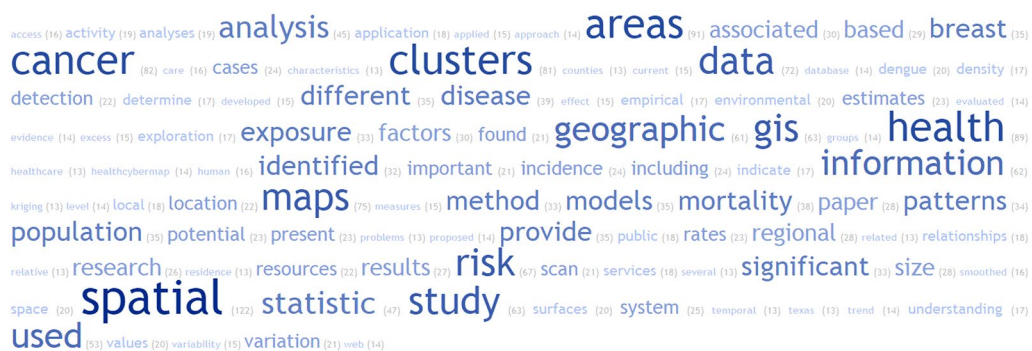 access (16) activity (19) analyses (19) analysis (45) application (18) applied (15) approach (14) areas (91) associated (30) based (29) breast (35)
cancer (82) care (16) cases (24) characteristics (13) clusters (81) counties (13) current (15) data (72) database (14) dengue (20) density (17)
detection (22) determine (17) developed (15) different (35) disease (39) effect (15) empirical (17) environmental (20) estimates (23) evaluated (14)
evidence (14) excess (15) exploration (17) exposure (33) factors (30) found (21) geographic (61) gis (63) groups (14) health (89)
healthcare (13) healthcybermap (14) human (16) identified (32) important (21) incidence (24) including (24) indicate (17) information (62)
kriging (13) level (14) local (18) location (22) maps (75) measures (15) method (33) models (35) mortality (38) paper (28) patterns (34)
population (35) potential (23) present (23) problems (13) proposed (14) provide (35) public (18) rates (23) regional (28) related (13) relationships (18)
relative (13) research (26) residence (13) resources (22) results (27) risk (67) scan (21) services (18) several (13) significant (33) size (28) smoothed (16)
space (20) spatial (122) statistic (47) study (63) surfaces (20) system (25) temporal (13) texas (13) trend (14) understanding (17)
used (53) values (20) variability (15) variation (21) web (14)